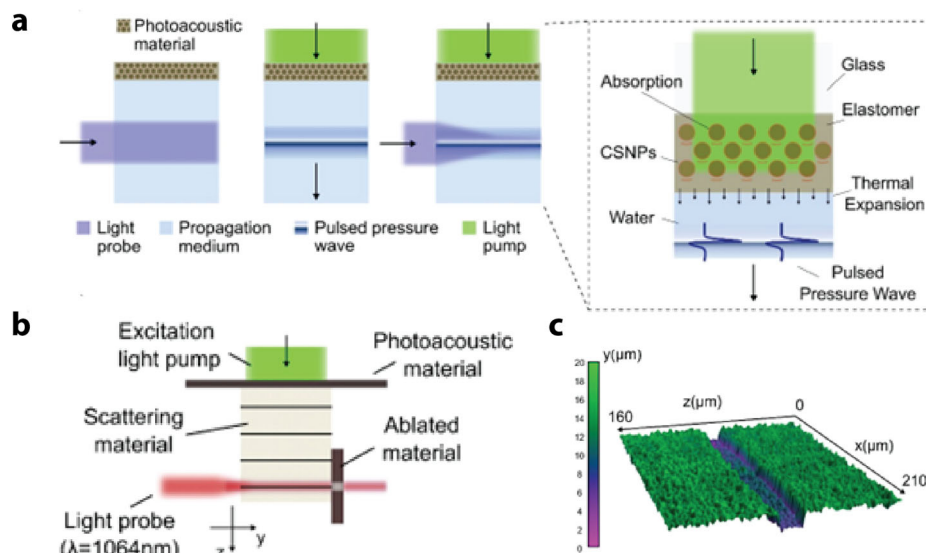 a
Photoacoustic
material
Light
probe
Propagation
medium
Pulsed pressure
wave
Light
pump
Absorption
CSNPs
Water
Glass
Elastomer
Thermal
Expansion
Pulsed
Pressure Wave
b
Excitation
light pump
Photoacoustic
material
Scattering
material
Ablated
material
Light probe
(λ=1064nm)
y
z
c
y(μm)
20
18
16
14
12
10
8
6
4
2
0
160
z(μm)
0
x(μm)
210